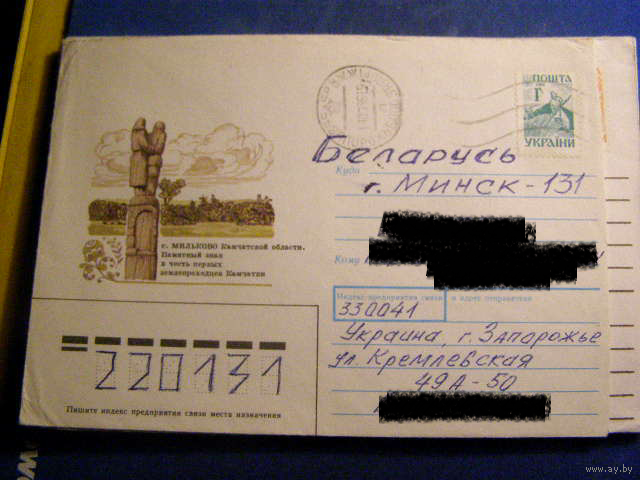 ПОШТА
УКРАЇНИ
Куда
Беларусь
г. Минск-131
с. МИЛЬКОВО Камчатской области.
Памятный знак
в честь первых
землепроходцев Камчатки
Кому
Индекс предприятия связи и адрес отправителя
330041
Украина, г. Запорожье
ул. Кремлевская
49А-50
220131
Пишите индекс предприятия связи места назначения
www.ay.by